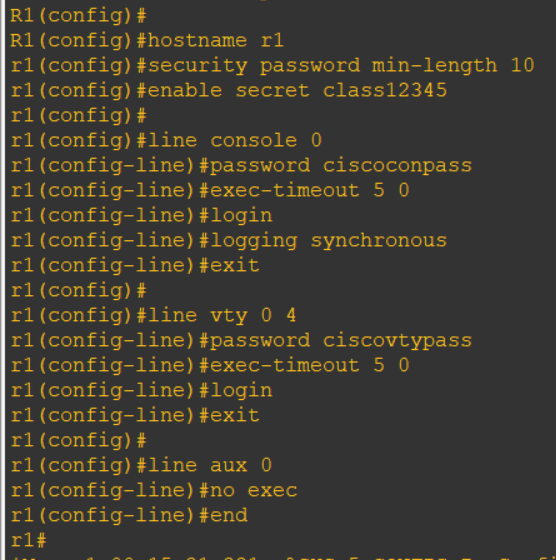 R1(config)#
R1(config)#hostname r1
r1(config)#security password min-length 10
r1(config)#enable secret class12345
r1(config)#
r1(config)#line console 0
r1(config-line)#password ciscoconpass
r1(config-line)#exec-timeout 5 0
r1(config-line)#login
r1(config-line)#logging synchronous
r1(config-line)#exit
r1(config)#
r1(config)#line vty 0 4
r1(config-line)#password ciscovtypass
r1(config-line)#exec-timeout 5 0
r1(config-line)#login
r1(config-line)#exit
r1(config)#
r1(config)#line aux 0
r1(config-line)#no exec
r1(config-line)#end
r1#